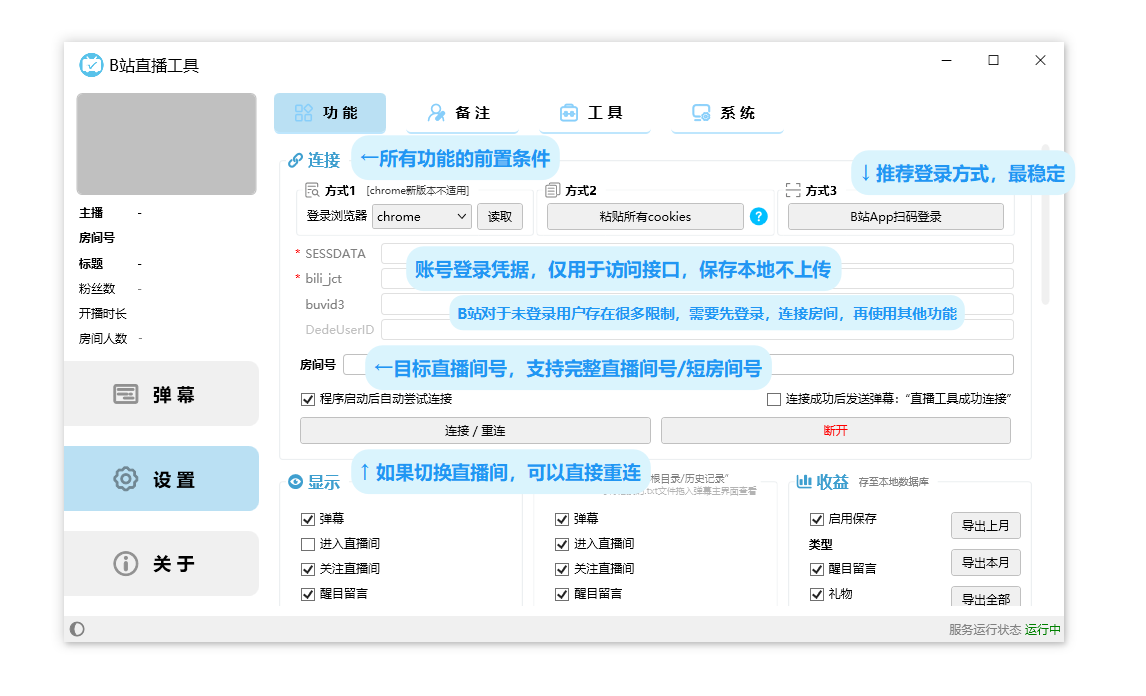 B站直播工具
功能 备注 工具 系统
连接 ←所有功能的前置条件
↓推荐登录方式，最稳定
方式1 [chrome新版本不适用] 方式2 方式3
登录浏览器 chrome 读取 粘贴所有cookies ? B站App扫码登录
主播 -
房间号
标题 -
粉丝数 -
开播时长
房间人数 -
弹幕
设置
关于
* SESSDATA
账号登录凭据，仅用于访问接口，保存本地不上传
* bili_jct
buvid3
B站对于未登录用户存在很多限制，需要先登录，连接房间，再使用其他功能
DedeUserID
房间号 ←目标直播间号，支持完整直播间号/短房间号
程序启动后自动尝试连接 连接成功后发送弹幕："直播工具成功连接"
连接 / 重连 断开
↑如果切换直播间，可以直接重连
显示 根目录/历史记录" 收益 存至本地数据库
.txt文件拖入弹幕主界面查看
弹幕 弹幕 启用保存 导出上月
进入直播间 进入直播间 类型
关注直播间 关注直播间 醒目留言 导出本月
醒目留言 醒目留言 礼物 导出全部
服务运行状态 运行中